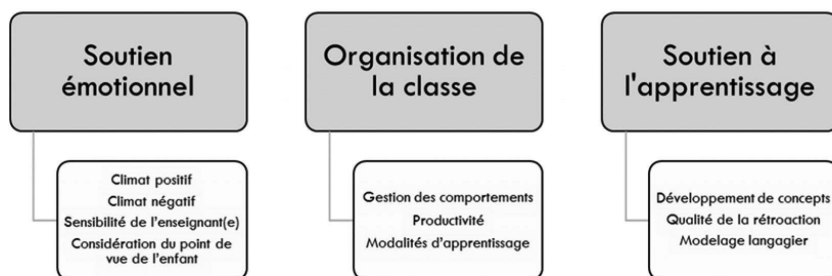 Soutien
émotionnel
Climat positif
Climat négatif
Sensibilité de l'enseignant(e)
Considération du point de
vue de l'enfant
Organisation de
la classe
Gestion des comportements
Productivité
Modalités d'apprentissage
Soutien à
l'apprentissage
Développement de concepts
Qualité de la rétroaction
Modelage langagier